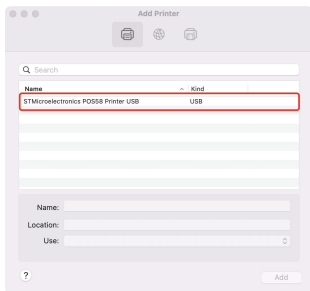 Add Printer
Search
Name Kind
STMicroelectronics POS58 Printer USB USB
Name:
Location:
Use:
? Add